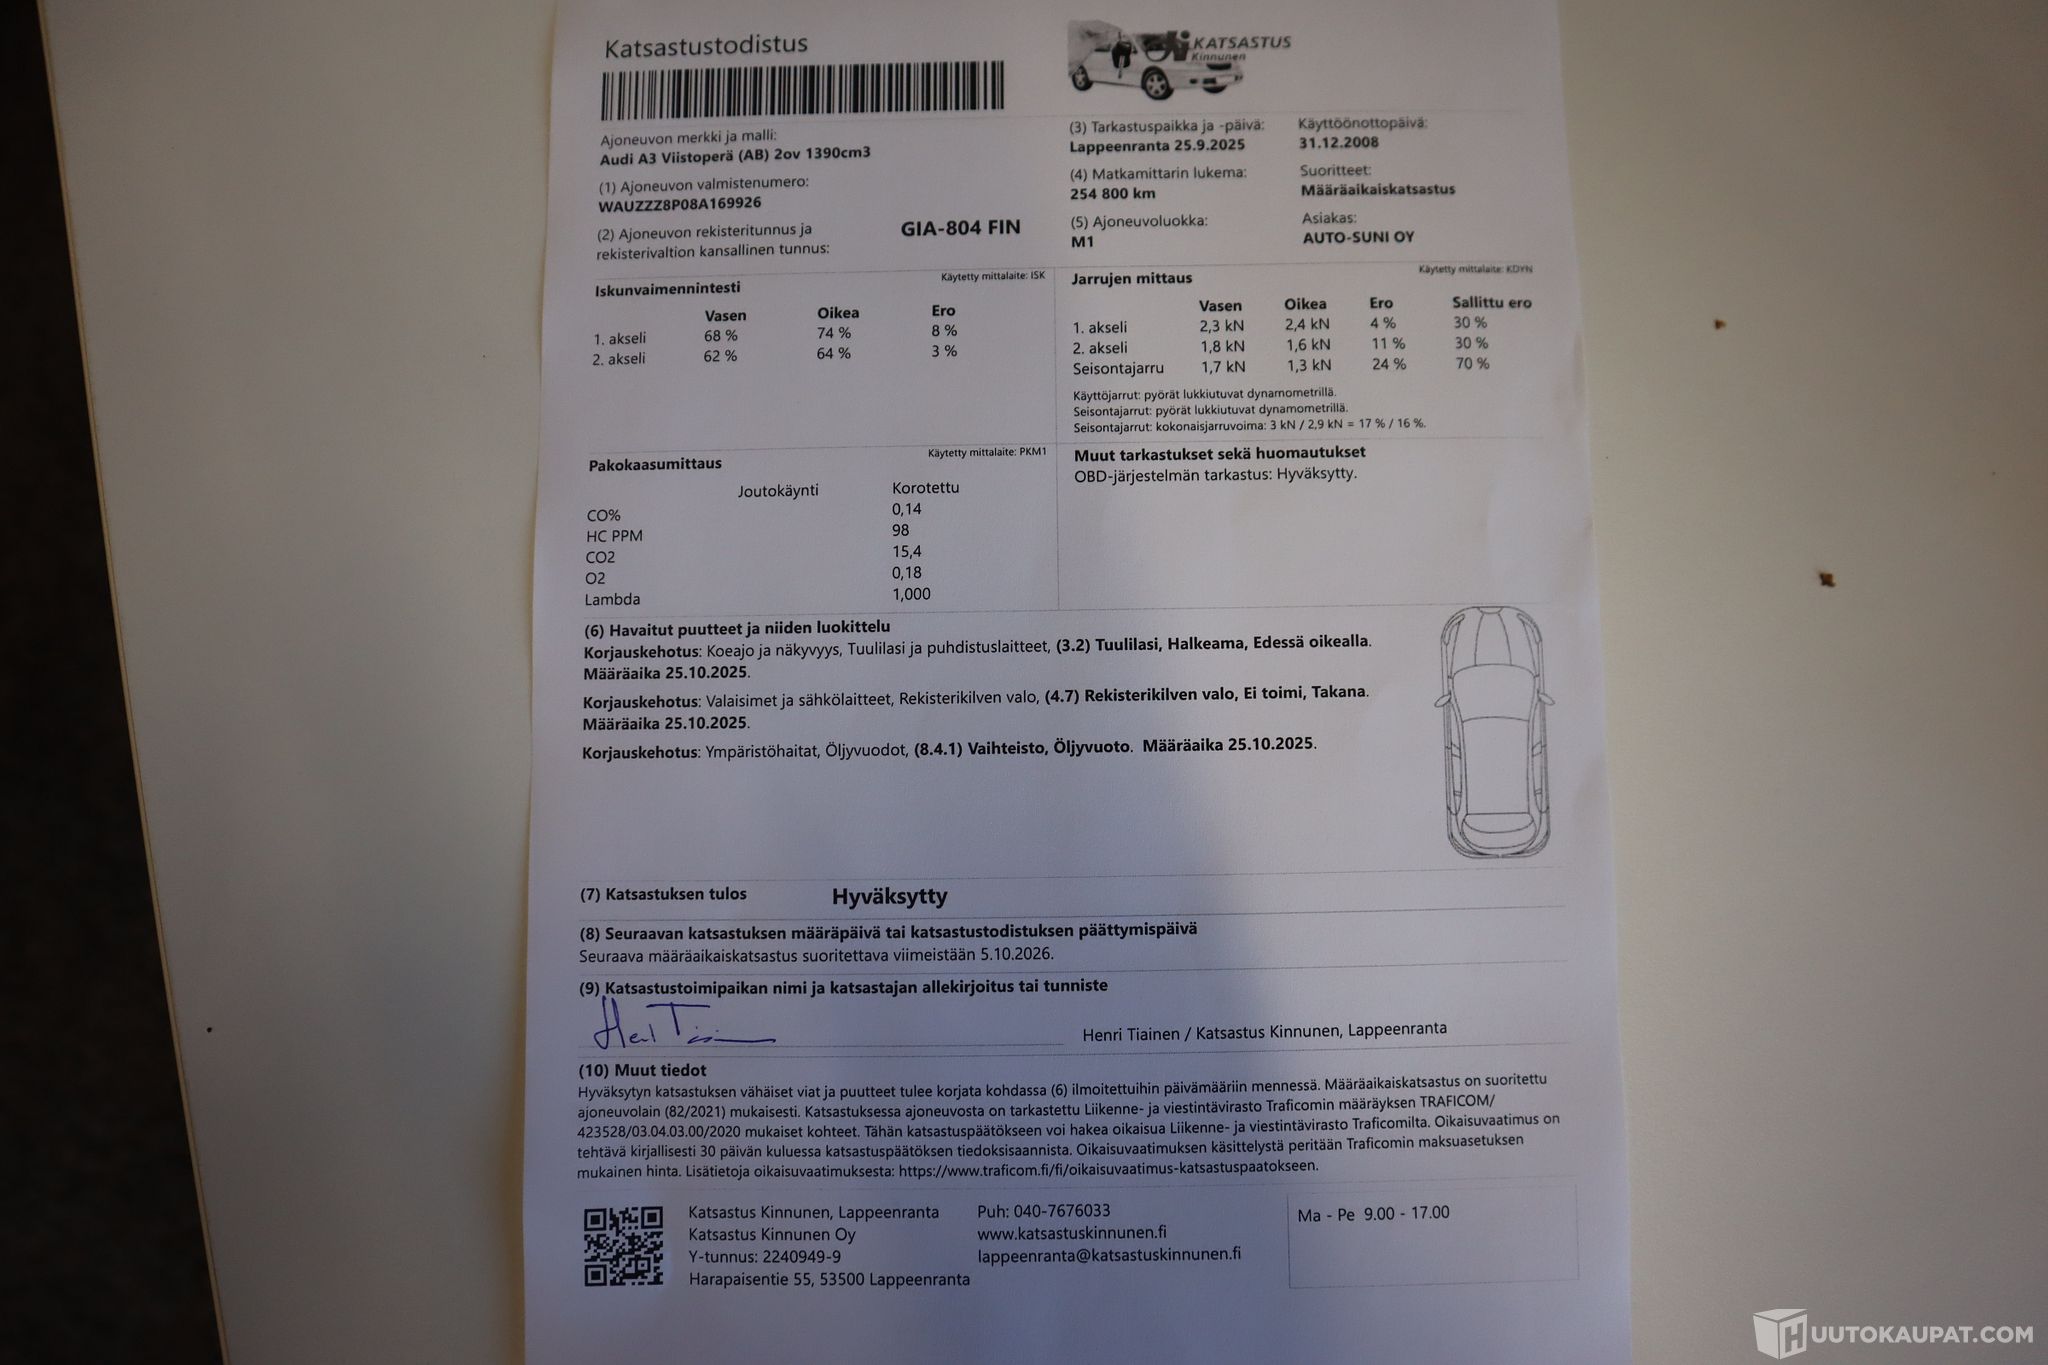 Katsastustodistus
KATSASTUS
Kinnunen
Ajoneuvon merkki ja malli:
Audi A3 Viistoperä (AB) 2ov 1390cm3
(1) Ajoneuvon valmistenumero:
WAUZZZ8P08A169926
(2) Ajoneuvon rekisteritunnus ja
rekisterivaltion kansallinen tunnus:
GIA-804 FIN
(3) Tarkastuspaikka ja -päivä:
Lappeenranta 25.9.2025
(4) Matkamittarin lukema:
254 800 km
(5) Ajoneuvoluokka:
M1
Käyttöönottopäivä:
31.12.2008
Suoritteet:
Määräaikaiskatsastus
Asiakas:
AUTO-SUNI OY
Käytetty mittalaite: ISK
Iskunvaimennintesti
Vasen Oikea Ero
1. akseli 68 % 74 % 8 %
2. akseli 62 % 64 % 3 %
Käytetty mittalaite: KDYN
Jarrujen mittaus
Vasen Oikea Ero Sallittu ero
1. akseli 2,3 kN 2,4 kN 4 % 30 %
2. akseli 1,8 kN 1,6 kN 11 % 30 %
Seisontajarru 1,7 kN 1,3 kN 24 % 70 %
Käyttöjarrut: pyörät lukkiutuvat dynamometrillä.
Seisontajarrut: pyörät lukkiutuvat dynamometrillä.
Seisontajarrut: kokonaisjarruvoima: 3 kN / 2,9 kN = 17 % / 16 %.
Käytetty mittalaite: PKM1
Pakokaasumittaus
Joutokäynti Korotettu
CO% 0,14
HC PPM 98
CO2 15,4
O2 0,18
Lambda 1,000
Muut tarkastukset sekä huomautukset
OBD-järjestelmän tarkastus: Hyväksytty.
(6) Havaitut puutteet ja niiden luokittelu
Korjauskehotus: Koeajo ja näkyvyys, Tuulilasi ja puhdistuslaitteet, (3.2) Tuulilasi, Halkeama, Edessä oikealla.
Määräaika 25.10.2025.
Korjauskehotus: Valaisimet ja sähkölaitteet, Rekisterikilven valo, (4.7) Rekisterikilven valo, Ei toimi, Takana.
Määräaika 25.10.2025.
Korjauskehotus: Ympäristöhaitat, Öljyvuodot, (8.4.1) Vaihteisto, Öljyvuoto. Määräaika 25.10.2025.
(7) Katsastuksen tulos Hyväksytty
(8) Seuraavan katsastuksen määräpäivä tai katsastustodistuksen päättymispäivä
Seuraava määräaikaiskatsastus suoritettava viimeistään 5.10.2026.
(9) Katsastustoimipaikan nimi ja katsastajan allekirjoitus tai tunniste
Henri Tiainen / Katsastus Kinnunen, Lappeenranta
(10) Muut tiedot
Hyväksytyn katsastuksen vähäiset viat ja puutteet tulee korjata kohdassa (6) ilmoitettuihin päivämääriin mennessä. Määräaikaiskatsastus on suoritettu
ajoneuvolain (82/2021) mukaisesti. Katsastuksessa ajoneuvosta on tarkastettu Liikenne- ja viestintävirasto Traficomin määräyksen TRAFICOM/
423528/03.04.03.00/2020 mukaiset kohteet. Tähän katsastuspäätökseen voi hakea oikaisua Liikenne- ja viestintävirasto Traficomilta. Oikaisuvaatimus on
tehtävä kirjallisesti 30 päivän kuluessa katsastuspäätöksen tiedoksisaannista. Oikaisuvaatimuksen käsittelystä peritään Traficomin maksuasetuksen
mukainen hinta. Lisätietoja oikaisuvaatimuksesta: https://www.traficom.fi/fi/oikaisuvaatimus-katsastuspaatokseen.
Katsastus Kinnunen, Lappeenranta
Katsastus Kinnunen Oy
Y-tunnus: 2240949-9
Harapaisentie 55, 53500 Lappeenranta
Puh: 040-7676033
www.katsastuskinnunen.fi
lappeenranta@katsastuskinnunen.fi
Ma - Pe 9.00 - 17.00
HUUTOKAUPAT.COM